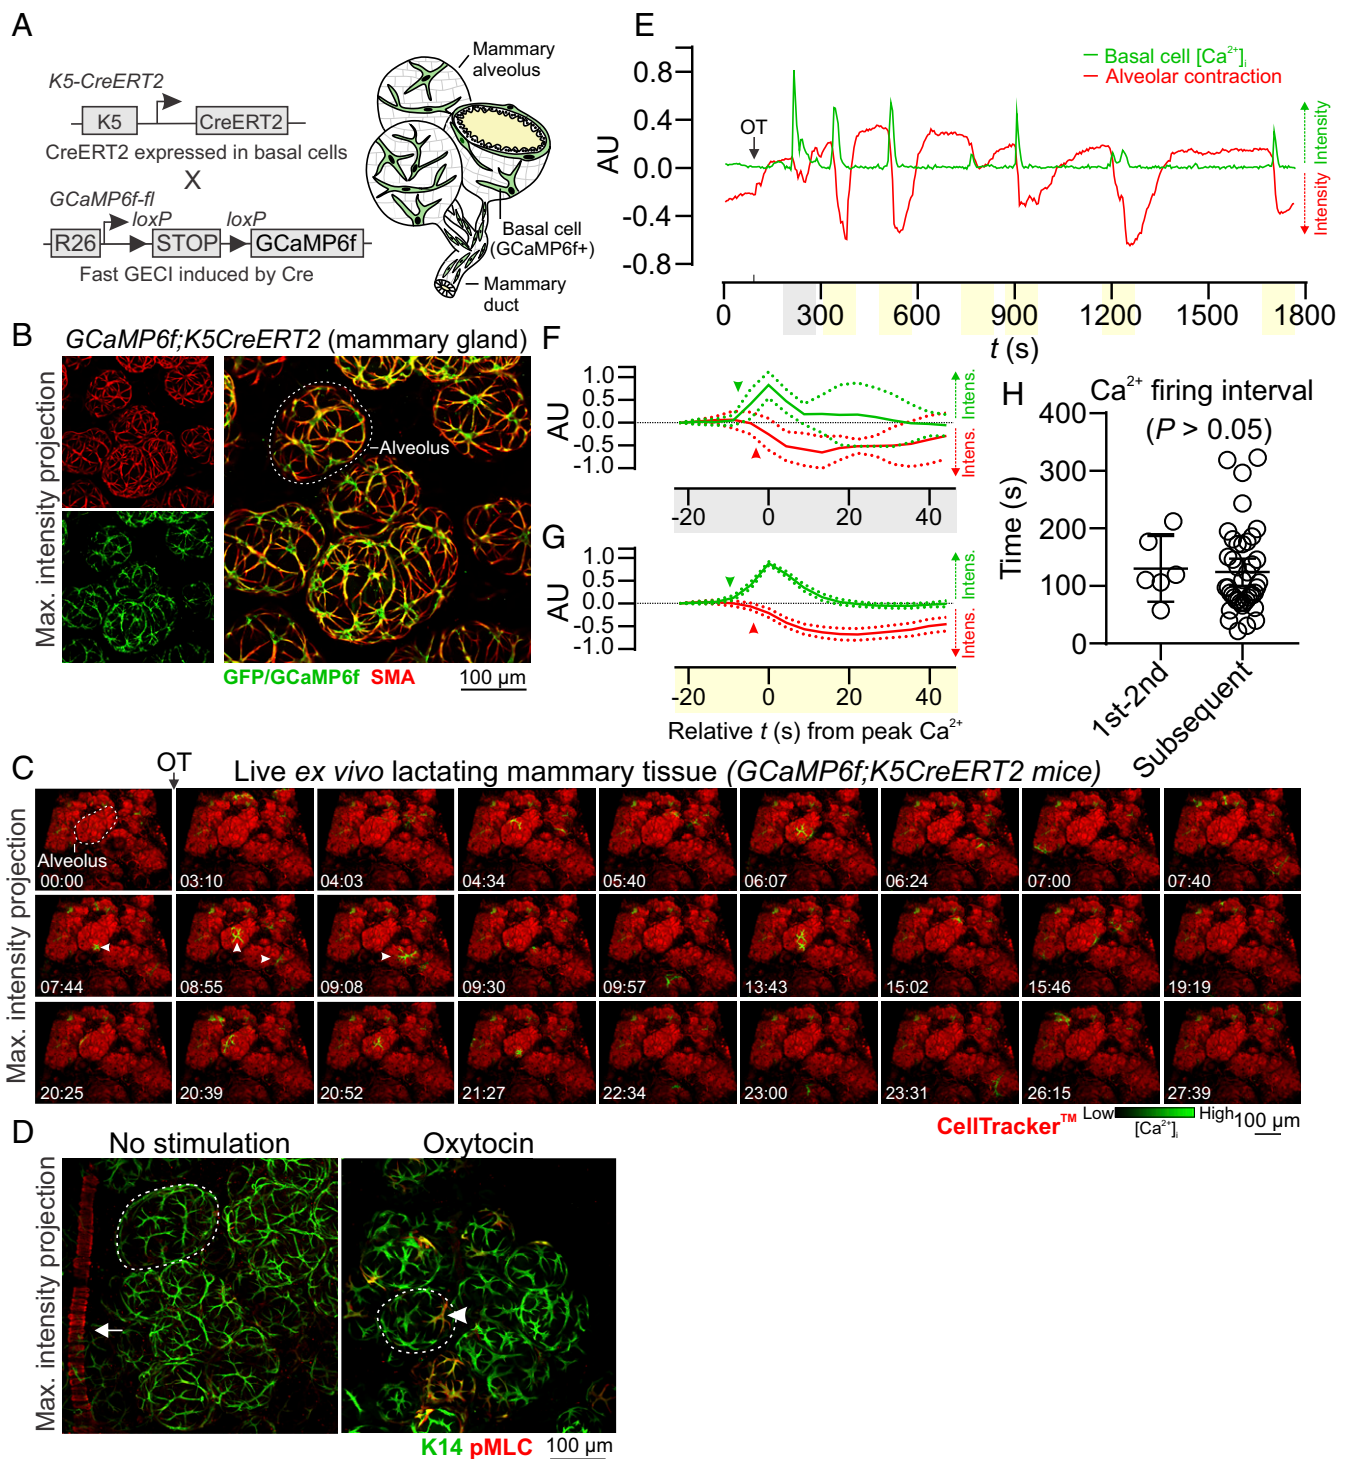 A
K5-CreERT2
K5
CreERT2
CreERT2 expressed in basal cells
X
GCaMP6f-fl
loxP
loxP
R26
STOP
GCaMP6f
Fast GECI induced by Cre
Mammary
alveolus
Basal cell
(GCaMP6f+)
Mammary
duct
B
GCaMP6f;K5CreERT2 (mammary gland)
Max. intensity projection
Alveolus
GFP/GCaMP6f SMA
100 µm
E
Basal cell [Ca²⁺]ᵢ
Alveolar contraction
OT
AU
0.8
0.4
0.0
-0.4
-0.8
Intensity
Intensity
0 300 600 900 1200 1500 1800
t (s)
F
AU
1.0
0.5
0.0
-0.5
-1.0
Intens.
Intens.
-20 0 20 40
G
AU
1.0
0.5
0.0
-0.5
-1.0
Intens.
Intens.
-20 0 20 40
Relative t (s) from peak Ca²⁺
H
Ca²⁺ firing interval
(P > 0.05)
Time (s)
400
300
200
100
0
1st-2nd
Subsequent
C
OT
Live ex vivo lactating mammary tissue (GCaMP6f;K5CreERT2 mice)
Max. intensity projection
Alveolus
00:00 03:10 04:03 04:34 05:40 06:07 06:24 07:00 07:40
07:44 08:55 09:08 09:30 09:57 13:43 15:02 15:46 19:19
20:25 20:39 20:52 21:27 22:34 23:00 23:31 26:15 27:39
CellTracker™
Low High
[Ca²⁺]ᵢ
100 µm
D
No stimulation
Oxytocin
Max. intensity projection
K14 pMLC
100 µm